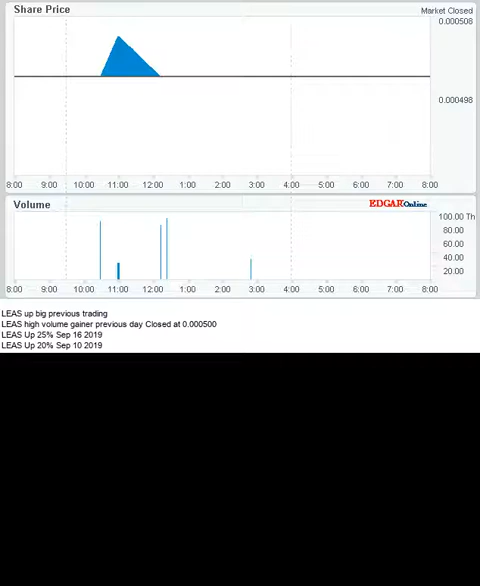 Share Price
Market Closed
0.000508
0.000498
8:00 9:00 10:00 11:00 12:00 1:00 2:00 3:00 4:00 5:00 6:00 7:00 8:00
Volume
EDGAROnline
100.00 Th
80.00
60.00
40.00
20.00
8:00 9:00 10:00 11:00 12:00 1:00 2:00 3:00 4:00 5:00 6:00 7:00 8:00
LEAS up big previous trading
LEAS high volume gainer previous day Closed at 0.000500
LEAS Up 25% Sep 16 2019
LEAS Up 20% Sep 10 2019